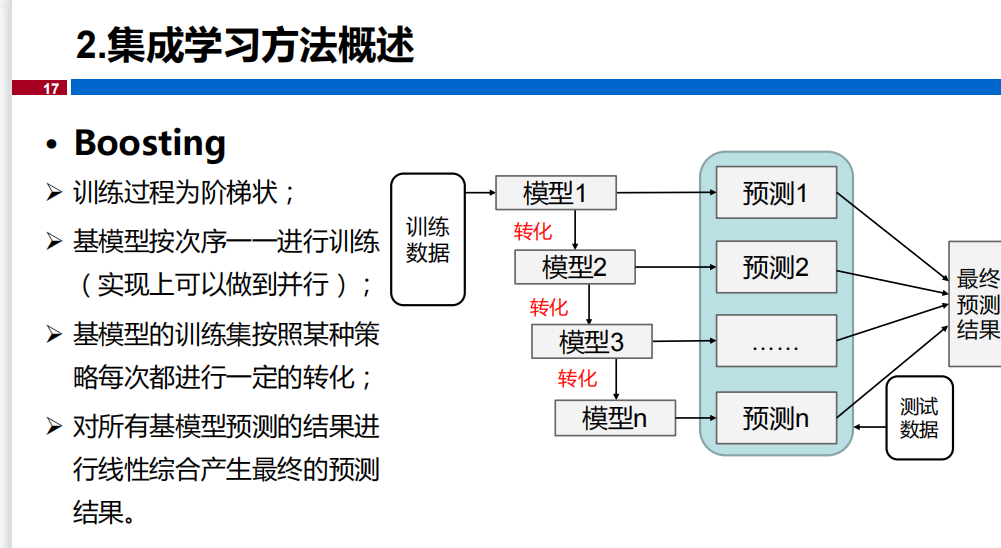 2.集成学习方法概述
17
• Boosting
➢ 训练过程为阶梯状；
➢ 基模型按次序一一进行训练
（实现上可以做到并行）；
➢ 基模型的训练集按照某种策
略每次都进行一定的转化；
➢ 对所有基模型预测的结果进
行线性综合产生最终的预测
结果。
训练
数据
模型1
转化
模型2
转化
模型3
转化
模型n
预测1
预测2
……
预测n
最终
预测
结果
测试
数据